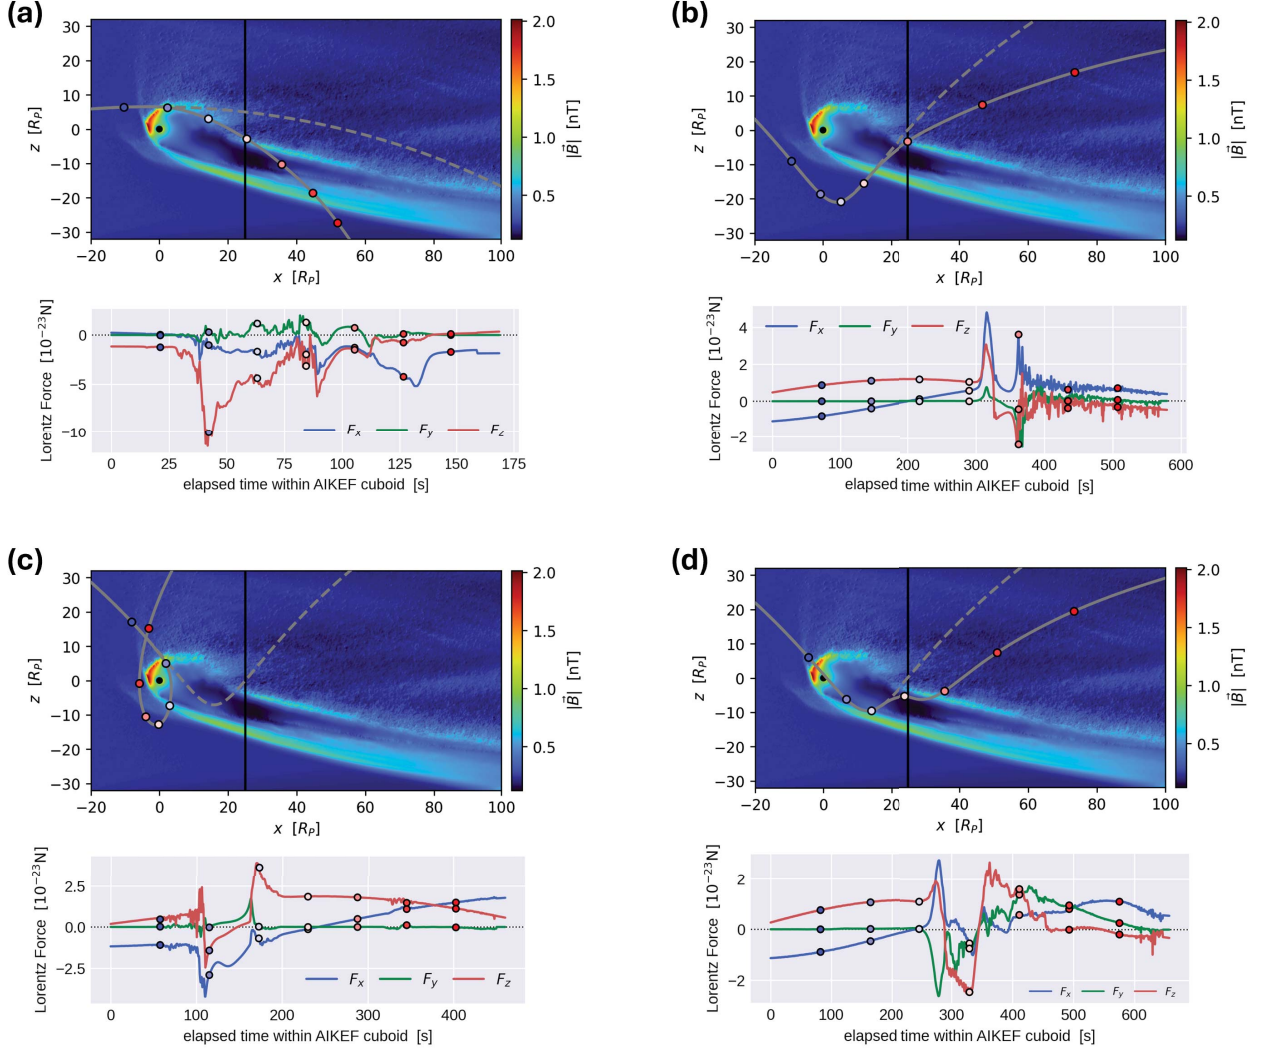 (a)
30
20
10
0
−10
−20
−30
z [R_P]
−20 0 20 40 60 80 100
x [R_P]
2.0
1.5
1.0
0.5
|B⃗| [nT]
Lorentz Force [10⁻²³N]
0
−5
−10
F_x F_y F_z
0 25 50 75 100 125 150 175
elapsed time within AIKEF cuboid [s]
(b)
30
20
10
0
−10
−20
−30
z [R_P]
−20 0 20 40 60 80 100
x [R_P]
2.0
1.5
1.0
0.5
|B⃗| [nT]
Lorentz Force [10⁻²³N]
4
2
0
−2
F_x F_y F_z
0 100 200 300 400 500 600
elapsed time within AIKEF cuboid [s]
(c)
30
20
10
0
−10
−20
−30
z [R_P]
−20 0 20 40 60 80 100
x [R_P]
2.0
1.5
1.0
0.5
|B⃗| [nT]
Lorentz Force [10⁻²³N]
2.5
0.0
−2.5
F_x F_y F_z
0 100 200 300 400
elapsed time within AIKEF cuboid [s]
(d)
30
20
10
0
−10
−20
−30
z [R_P]
−20 0 20 40 60 80 100
x [R_P]
2.0
1.5
1.0
0.5
|B⃗| [nT]
Lorentz Force [10⁻²³N]
2
0
−2
F_x F_y F_z
0 100 200 300 400 500 600
elapsed time within AIKEF cuboid [s]